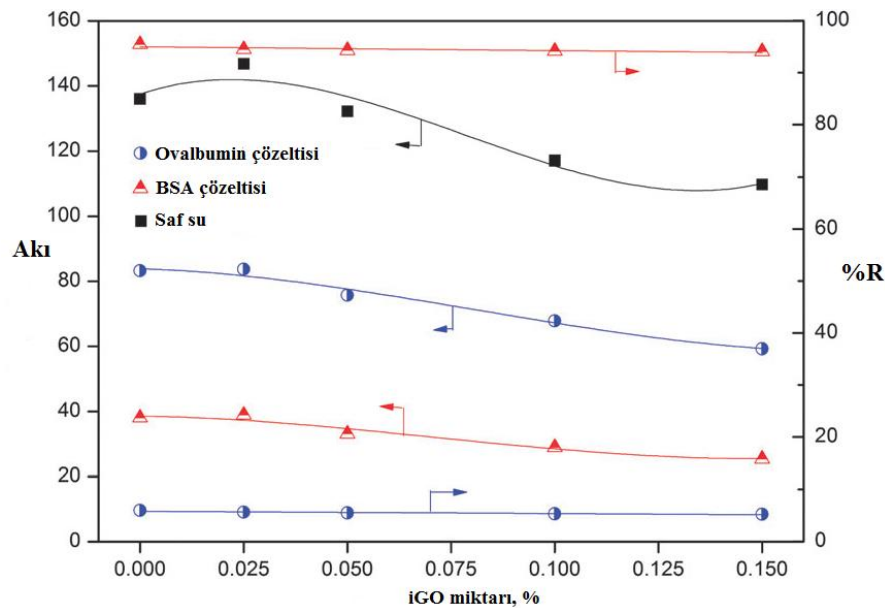 160
140
120
100
80
60
40
20
0
Akı
Ovalbumin çözeltisi
BSA çözeltisi
Saf su
100
80
60
40
20
0
%R
0.000 0.025 0.050 0.075 0.100 0.125 0.150
iGO miktarı, %